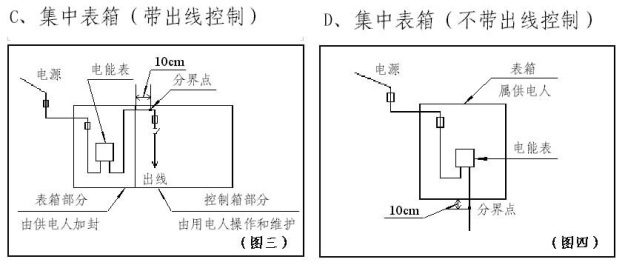 C、集中表箱（带出线控制）
电源
电能表
10cm
分界点
出线
表箱部分
由供电人加封
控制箱部分
由用电人操作和维护
（图三）
D、集中表箱（不带出线控制）
电源
表箱
属供电人
电能表
10cm
分界点
（图四）